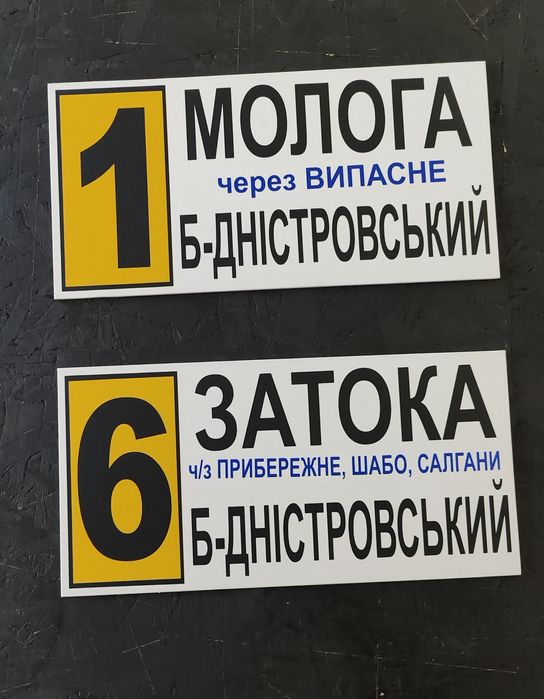 1
МОЛОГА
через ВИПАСНЕ
Б-ДНІСТРОВСЬКИЙ
6
ЗАТОКА
ч/з ПРИБЕРЕЖНЕ, ШАБО, САЛГАНИ
Б-ДНІСТРОВСЬКИЙ